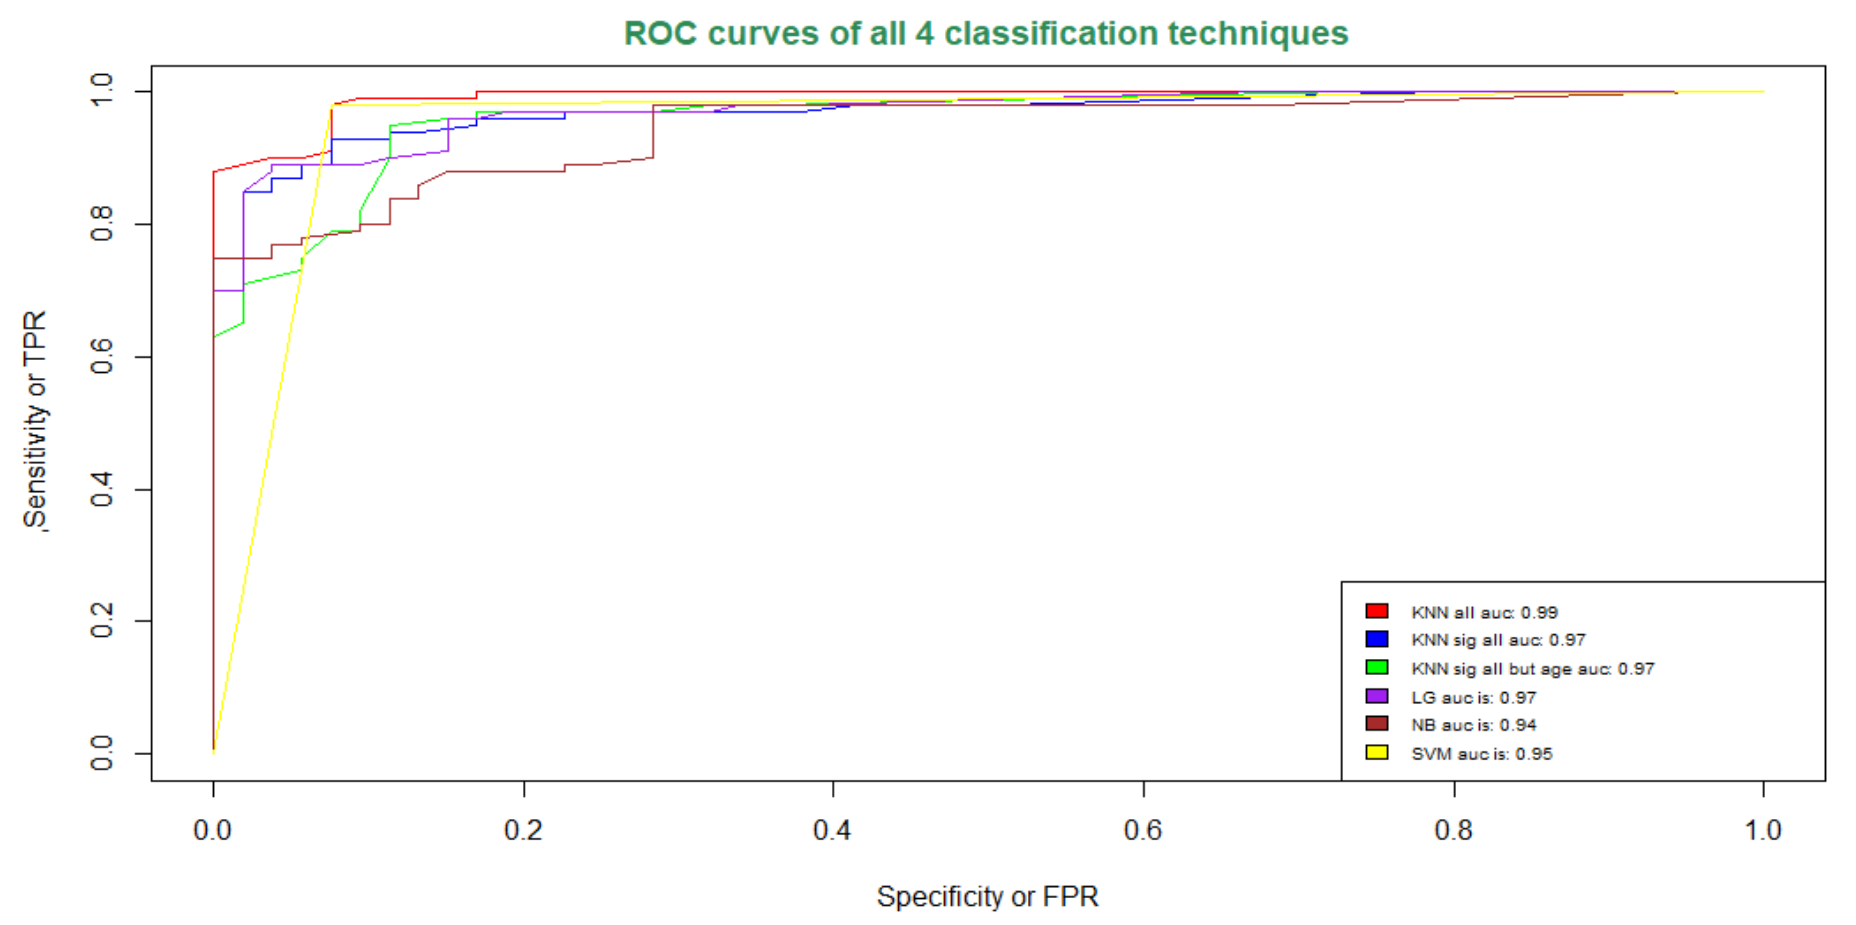 ROC curves of all 4 classification techniques
,Sensitivity or TPR
1.0
0.8
0.6
0.4
0.2
0.0
KNN all auc: 0.99
KNN sig all auc: 0.97
KNN sig all but age auc: 0.97
LG auc is: 0.97
NB auc is: 0.94
SVM auc is: 0.95
0.0 0.2 0.4 0.6 0.8 1.0
Specificity or FPR